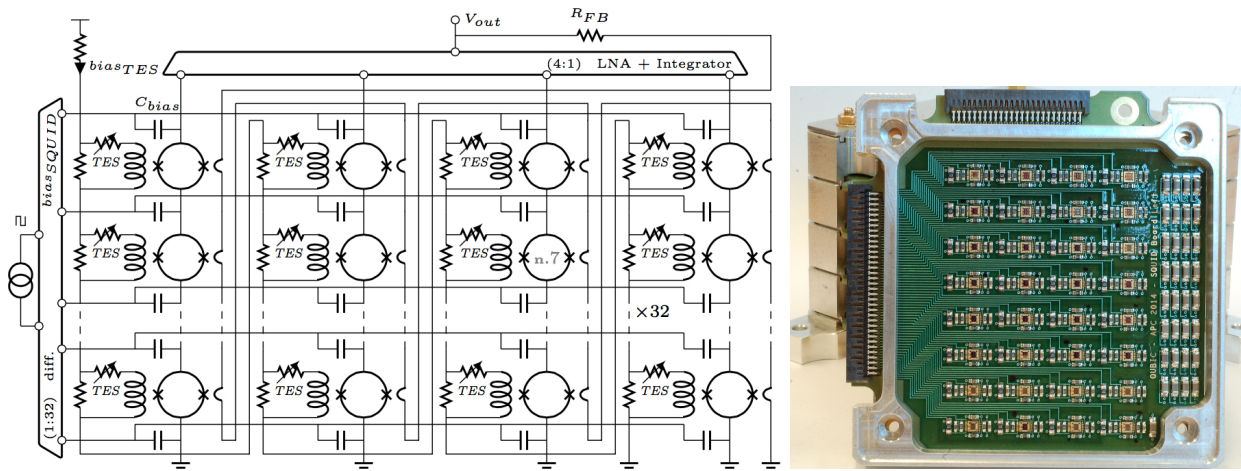 V_out
R_FB
bias_TES
(4:1) LNA + Integrator
C_bias
bias_SQUID
TES
TES
TES
TES
TES
TES
TES
n.7
TES
×32
TES
TES
TES
TES
(1:32) diff.
QUBIC - APC 2014 - SQUID Board left